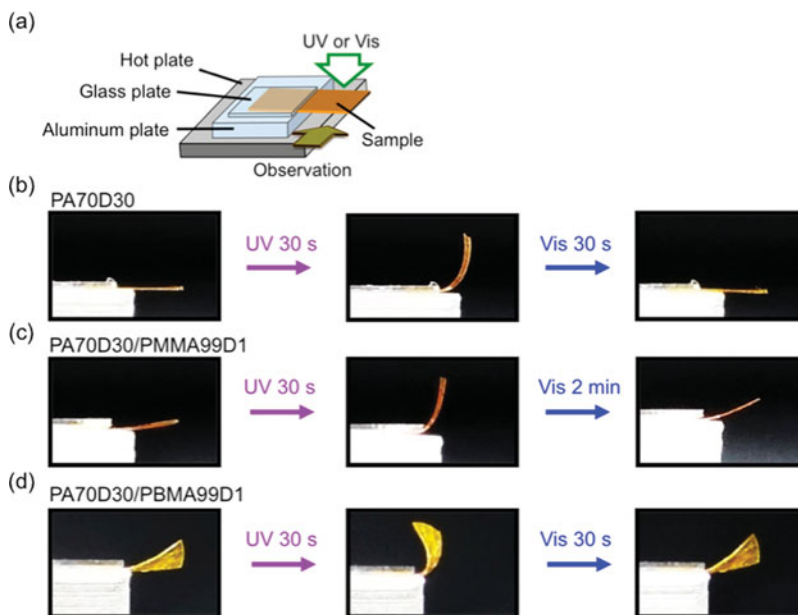 (a)
UV or Vis
Hot plate
Glass plate
Aluminum plate
Sample
Observation
(b)
PA70D30
UV 30 s
Vis 30 s
(c)
PA70D30/PMMA99D1
UV 30 s
Vis 2 min
(d)
PA70D30/PBMA99D1
UV 30 s
Vis 30 s